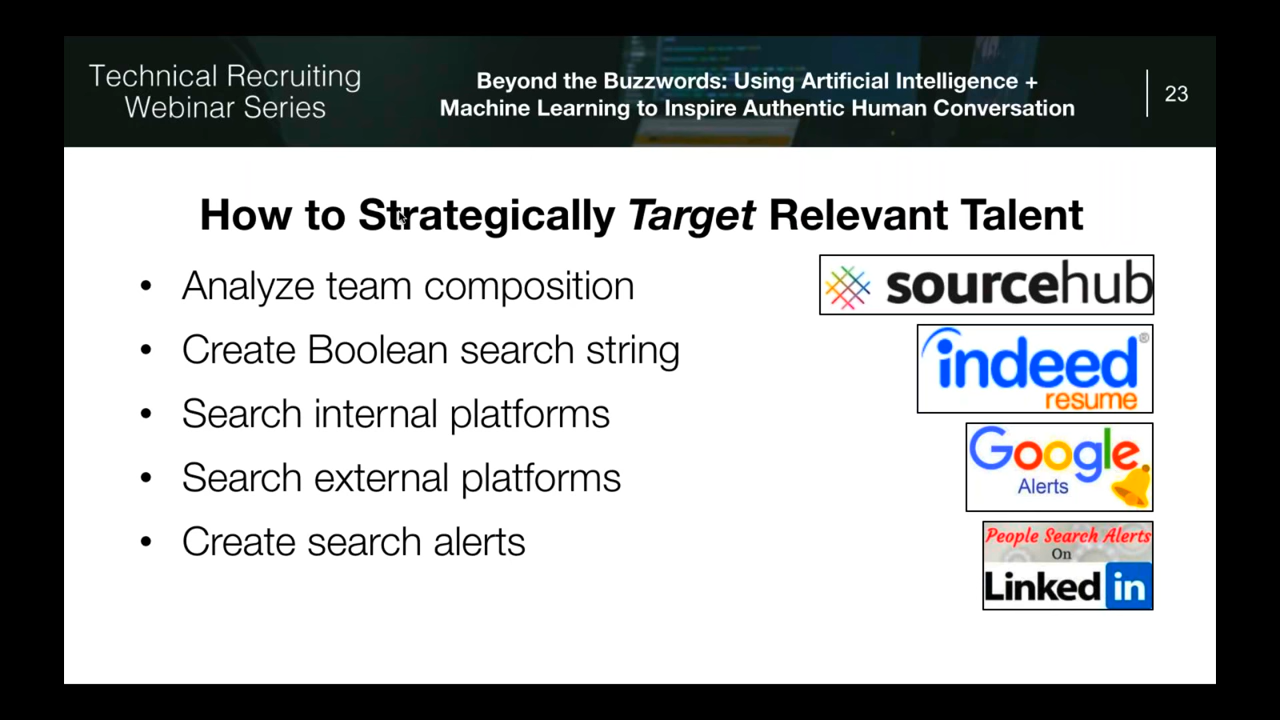 Technical Recruiting
Webinar Series
Beyond the Buzzwords: Using Artificial Intelligence +
Machine Learning to Inspire Authentic Human Conversation
23
How to Strategically Target Relevant Talent
• Analyze team composition
• Create Boolean search string
• Search internal platforms
• Search external platforms
• Create search alerts
sourcehub
indeed®
resume
Google
Alerts
People Search Alerts
On
Linked in